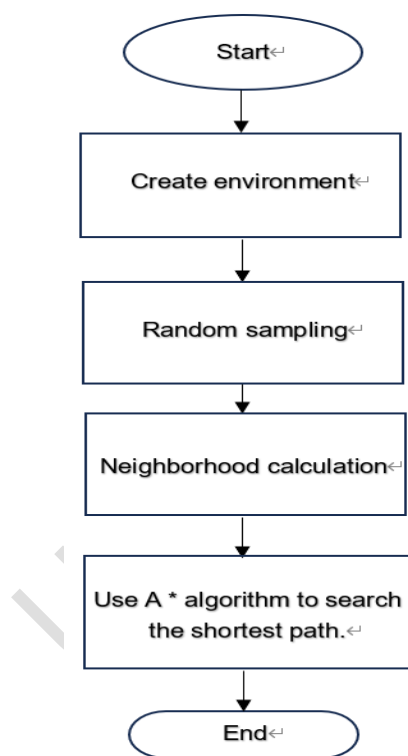 Start
Create environment
Random sampling
Neighborhood calculation
Use A * algorithm to search
the shortest path.
End